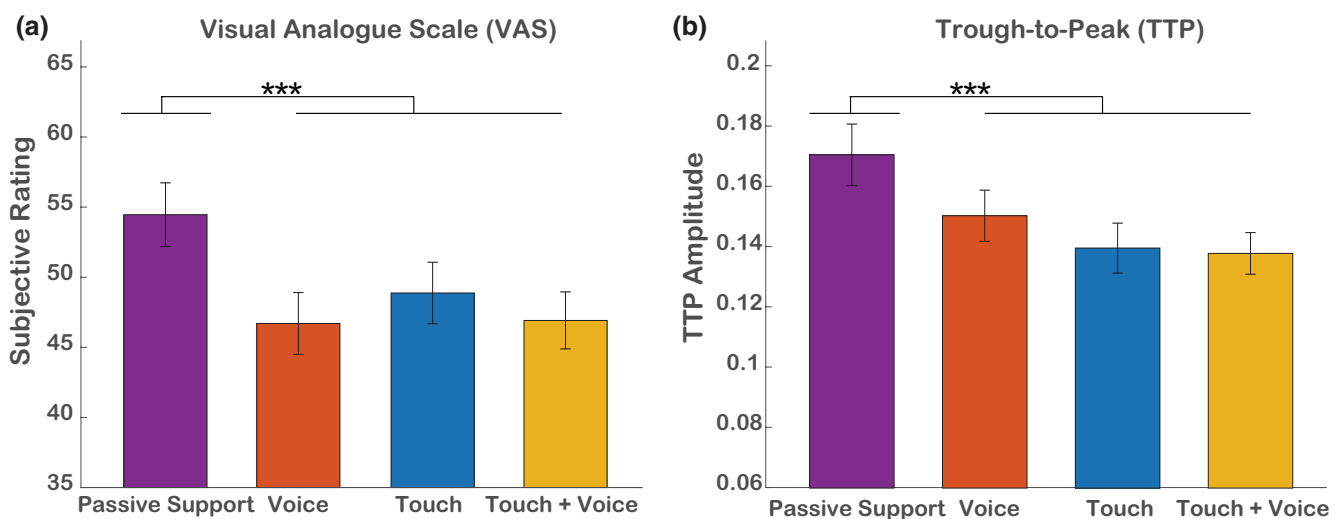 (a) Visual Analogue Scale (VAS)
Subjective Rating
65
60
55
50
45
40
35
***
Passive Support Voice Touch Touch + Voice
(b) Trough-to-Peak (TTP)
TTP Amplitude
0.2
0.18
0.16
0.14
0.12
0.1
0.08
0.06
***
Passive Support Voice Touch Touch + Voice